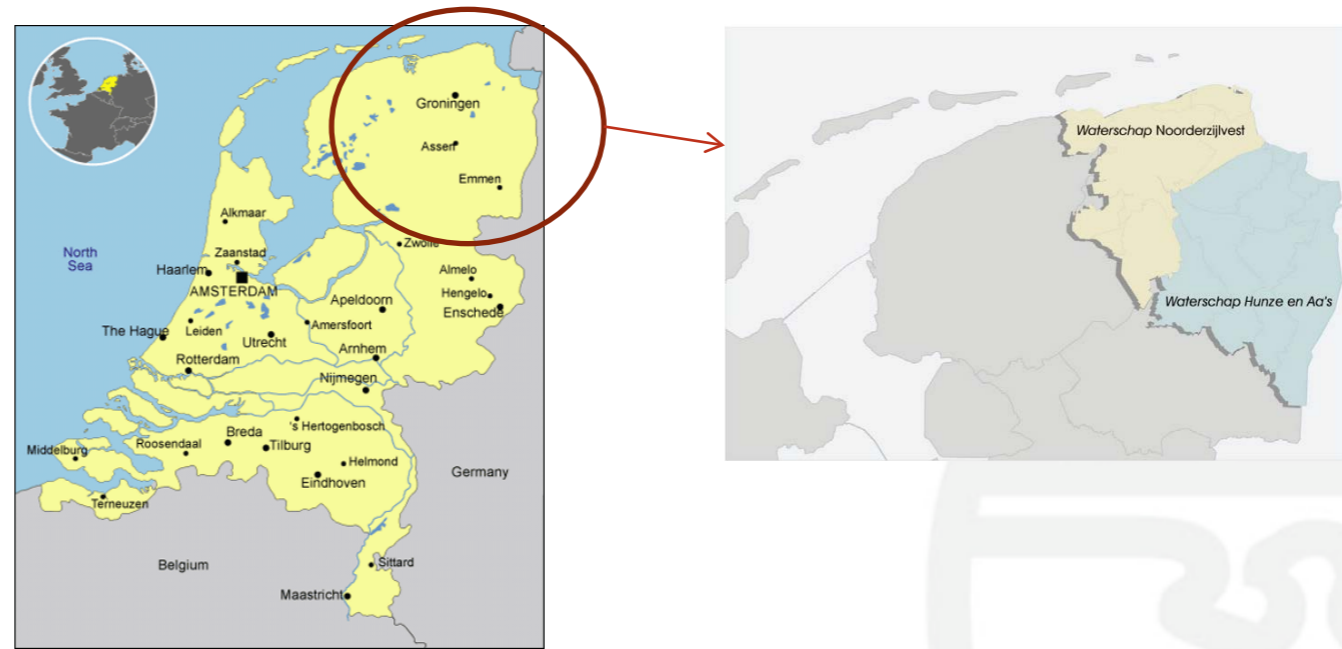 Groningen
Assen
Emmen
Alkmaar
Zwolle
North
Sea
Zaanstad
Haarlem
Almelo
AMSTERDAM
Hengelo
Apeldoorn
Enschede
The Hague
Leiden
Amersfoort
Utrecht
Rotterdam
Arnhem
Nijmegen
's Hertogenbosch
Breda
Roosendaal
Tilburg
Middelburg
Helmond
Germany
Eindhoven
Terneuzen
Belgium
Sittard
Maastricht
Waterschap Noorderzijlvest
Waterschap Hunze en Aa's